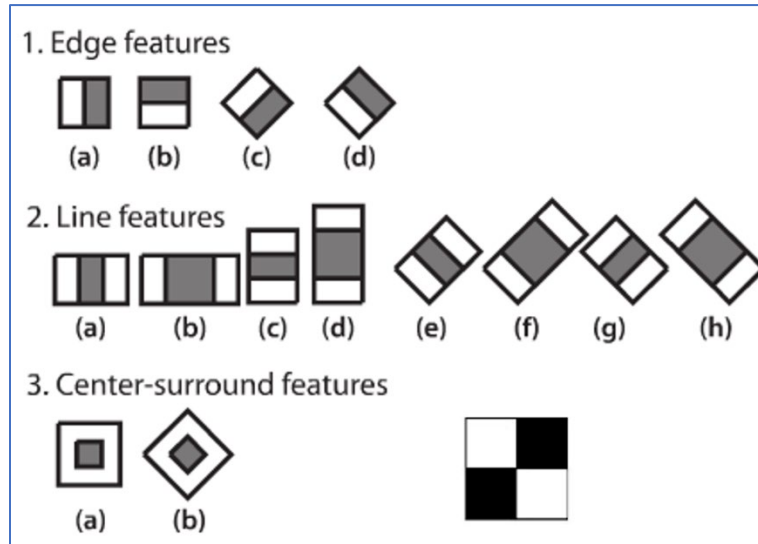 1. Edge features
(a) (b) (c) (d)
2. Line features
(a) (b) (c) (d) (e) (f) (g) (h)
3. Center-surround features
(a) (b)